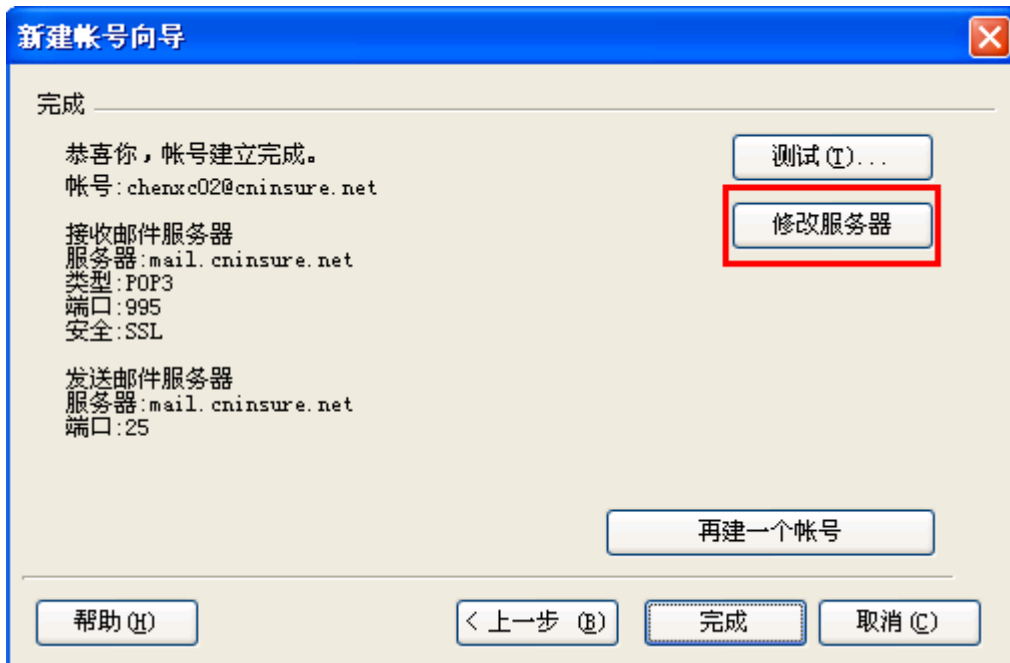 新建帐号向导
完成
恭喜你，帐号建立完成。
帐号:chenxc02@cninsure.net
接收邮件服务器
服务器:mail.cninsure.net
类型:POP3
端口:995
安全:SSL
发送邮件服务器
服务器:mail.cninsure.net
端口:25
测试(T)...
修改服务器
再建一个帐号
帮助(H)
< 上一步 (B)
完成
取消(C)